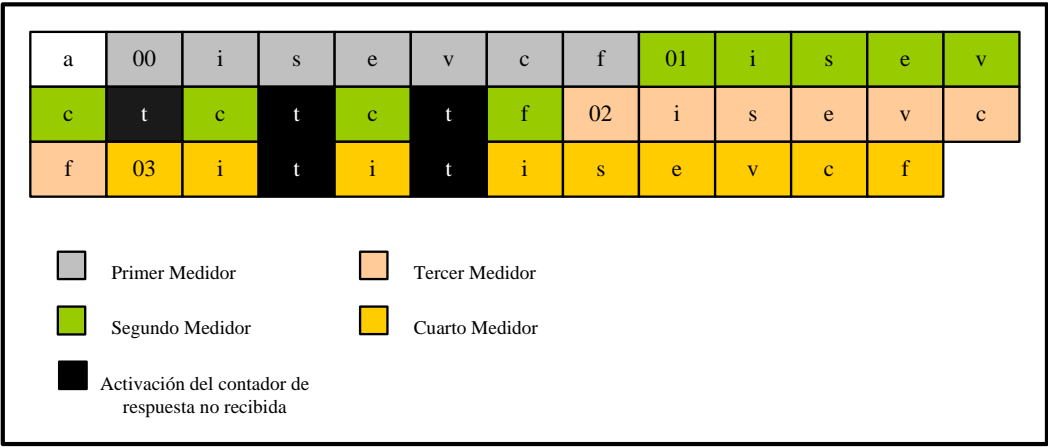 a 00 i s e v c f 01 i s e v
c t c t c t f 02 i s e v c
f 03 i t i t i s e v c f
Primer Medidor
Tercer Medidor
Segundo Medidor
Cuarto Medidor
Activación del contador de
respuesta no recibida